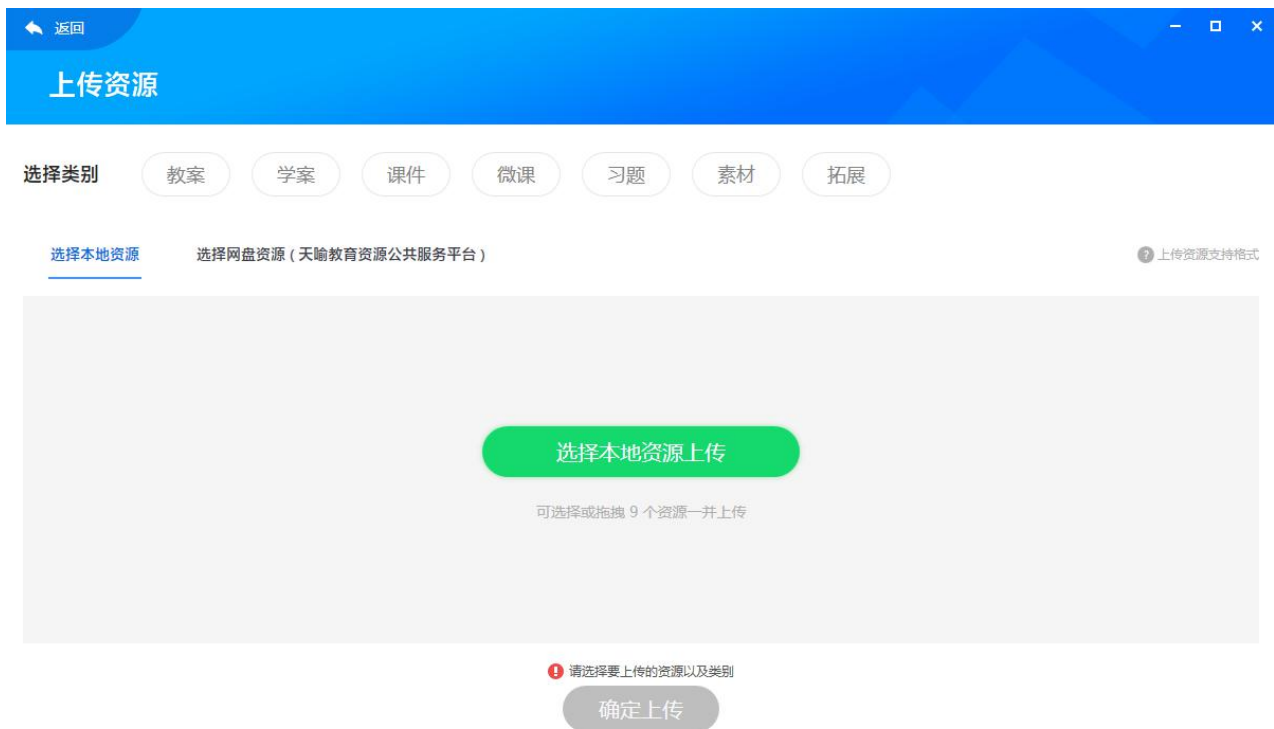 返回
上传资源
选择类别 教案 学案 课件 微课 习题 素材 拓展
选择本地资源 选择网盘资源 ( 天喻教育资源公共服务平台 ) ? 上传资源支持格式
选择本地资源上传
可选择或拖拽 9 个资源一并上传
! 请选择要上传的资源以及类别
确定上传